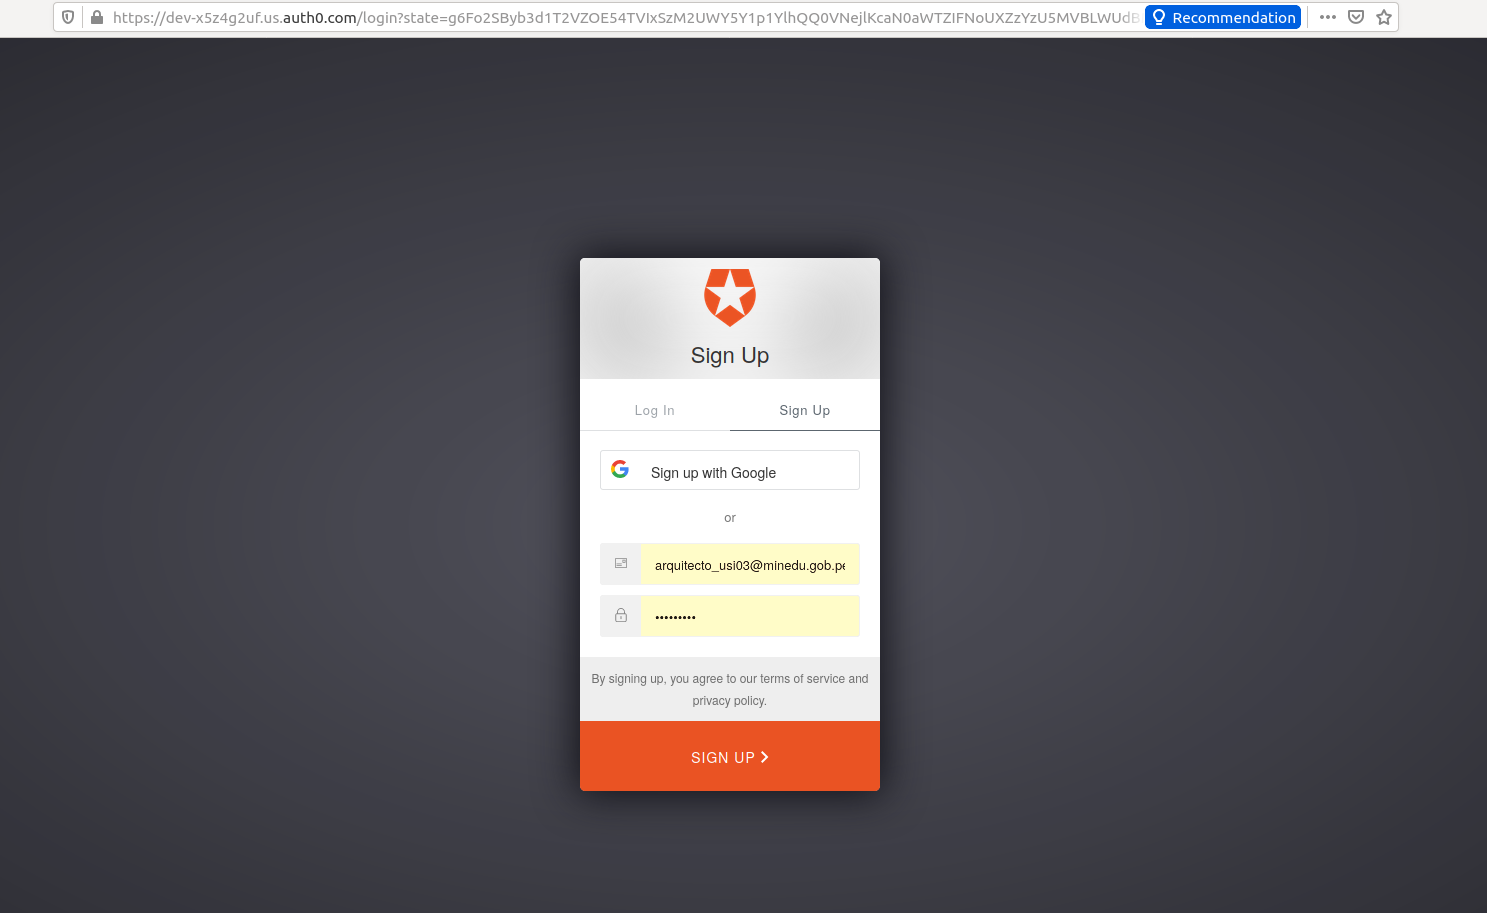 https://dev-x5z4g2uf.us.auth0.com/login?state=g6Fo2SByb3d1T2VZOE54TVIxSzM2UWY5Y1p1YlhQQ0VNejlKcaN0aWTZIFNoUXZzYzU5MVBLWUdB
Recommendation
Sign Up
Log In
Sign Up
Sign up with Google
or
arquitecto_usi03@minedu.gob.pe
•••••••••
By signing up, you agree to our terms of service and
privacy policy.
SIGN UP